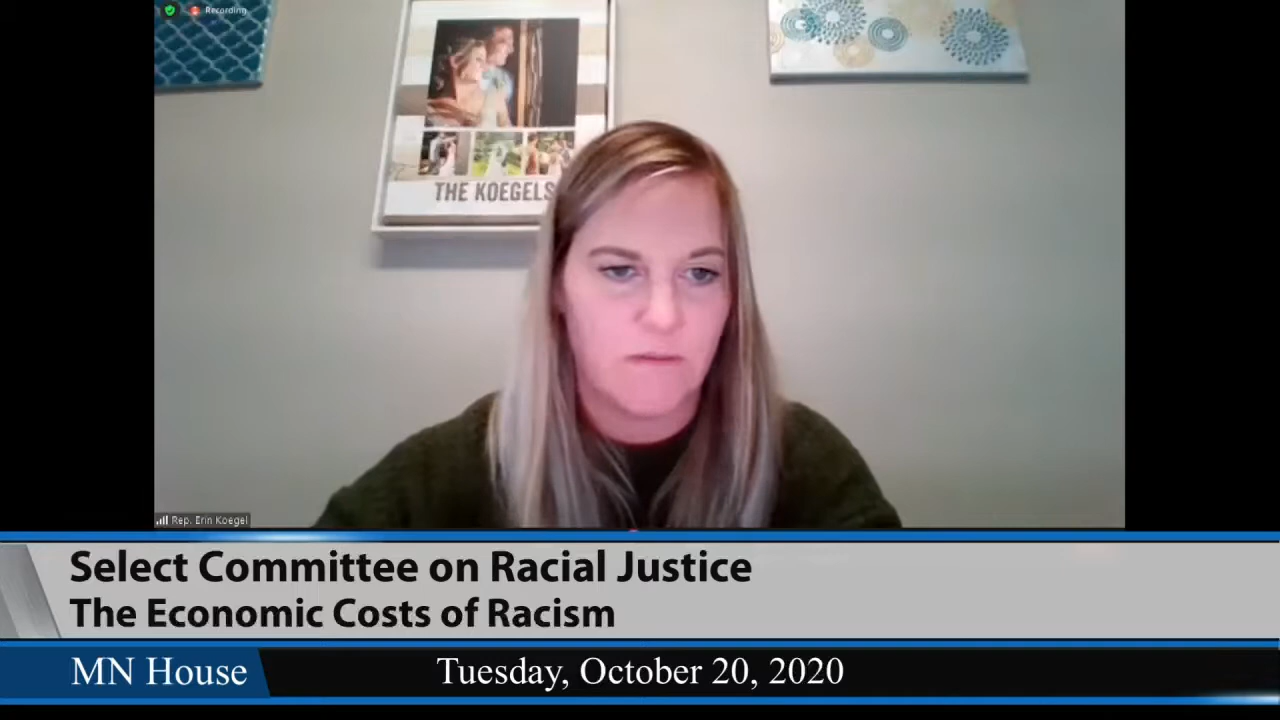 Recording
THE KOEGELS
Rep. Erin Koegel
Select Committee on Racial Justice
The Economic Costs of Racism
MN House
Tuesday, October 20, 2020